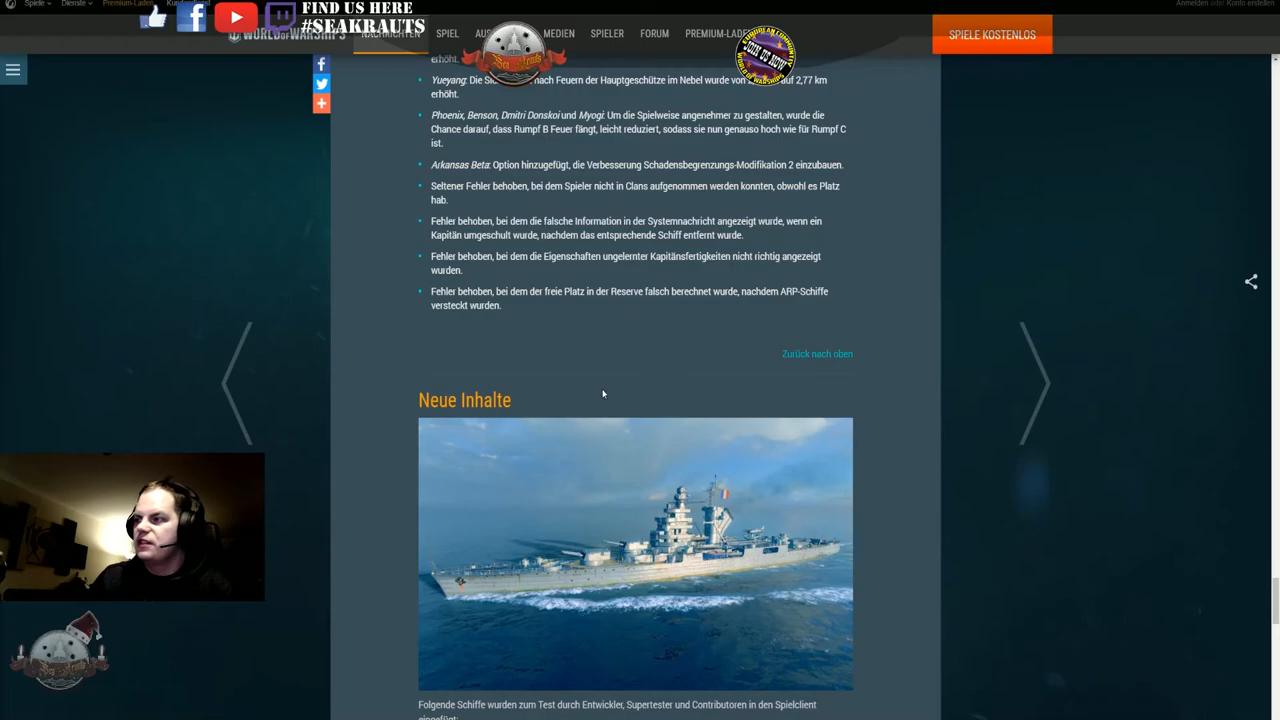 Spiele
Dienste
Premium-Laden
Anmelden oder Konto erstellen
FIND US HERE
#SEAKRAUTS
NACHRICHTEN
SPIEL
MEDIEN
SPIELER
FORUM
JOIN US NOW
SPIELE KOSTENLOS
erhöht.
Yueyang: Die nach Feuern der Hauptgeschütze im Nebel wurde von auf 2,77 km
erhöht.
Phoenix, Benson, Dmitri Donskoi und Myogi: Um die Spielweise angenehmer zu gestalten, wurde die
Chance darauf, dass Rumpf B Feuer fängt, leicht reduziert, sodass sie nun genauso hoch wie für Rumpf C
ist.
Arkansas Beta: Option hinzugefügt, die Verbesserung Schadensbegrenzungs-Modifikation 2 einzubauen.
Seltener Fehler behoben, bei dem Spieler nicht in Clans aufgenommen werden konnten, obwohl es Platz
hab.
Fehler behoben, bei dem die falsche Information in der Systemnachricht angezeigt wurde, wenn ein
Kapitän umgeschult wurde, nachdem das entsprechende Schiff entfernt wurde.
Fehler behoben, bei dem die Eigenschaften ungelernter Kapitänsfertigkeiten nicht richtig angezeigt
wurden.
Fehler behoben, bei dem der freie Platz in der Reserve falsch berechnet wurde, nachdem ARP-Schiffe
versteckt wurden.
Zurück nach oben
Neue Inhalte
Folgende Schiffe wurden zum Test durch Entwickler, Supertester und Contributoren in den Spielclient
eingefügt: